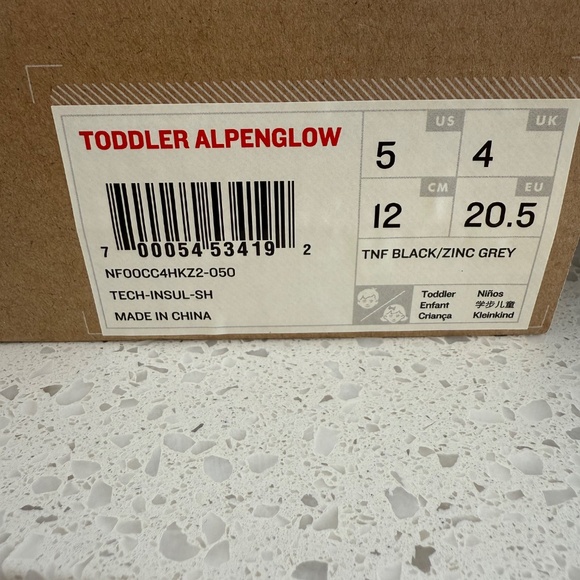 TODDLER ALPENGLOW
7 00054 53419 2
NF00CC4HKZ2-050
TECH-INSUL-SH
MADE IN CHINA
US
5
UK
4
CM
12
EU
20.5
TNF BLACK/ZINC GREY
Toddler Niños
Enfant 学步儿童
Criança Kleinkind